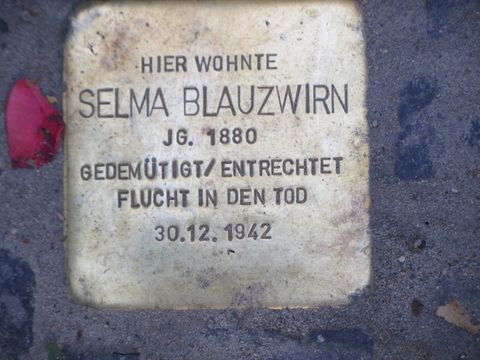 HIER WOHNTE
SELMA BLAUZWIRN
JG. 1880
GEDEMÜTIGT/ENTRECHTET
FLUCHT IN DEN TOD
30.12.1942